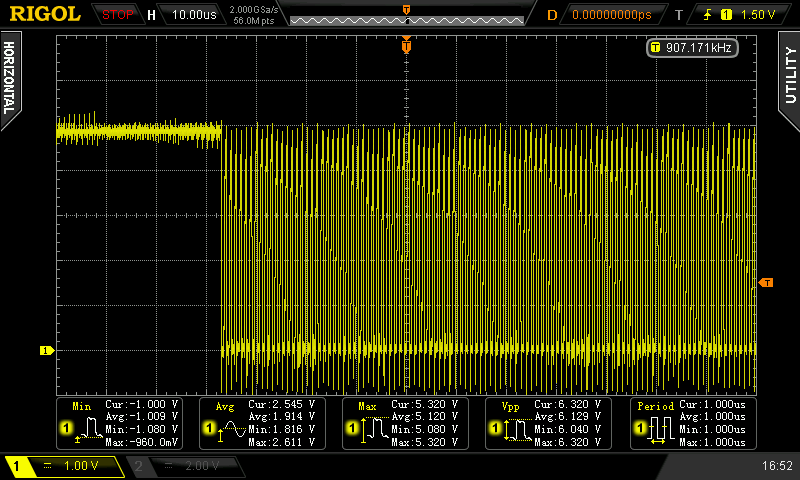 RIGOL STOP H 10.00us 2.000GSa/s 56.0M pts D 0.00000000ps T 1 1.50 V
T
T 907.171kHz
HORIZONTAL
UTILITY
T
1
Min Cur:-1.000 V Avg:-1.009 V Min:-1.080 V Max:-960.0mV
Avg Cur:2.545 V Avg:1.914 V Min:1.816 V Max:2.611 V
Max Cur:5.320 V Avg:5.120 V Min:5.080 V Max:5.320 V
Vpp Cur:6.320 V Avg:6.129 V Min:6.040 V Max:6.320 V
Period Cur:1.000us Avg:1.000us Min:1.000us Max:1.000us
1 1.00 V 2 2.00 V 16:52